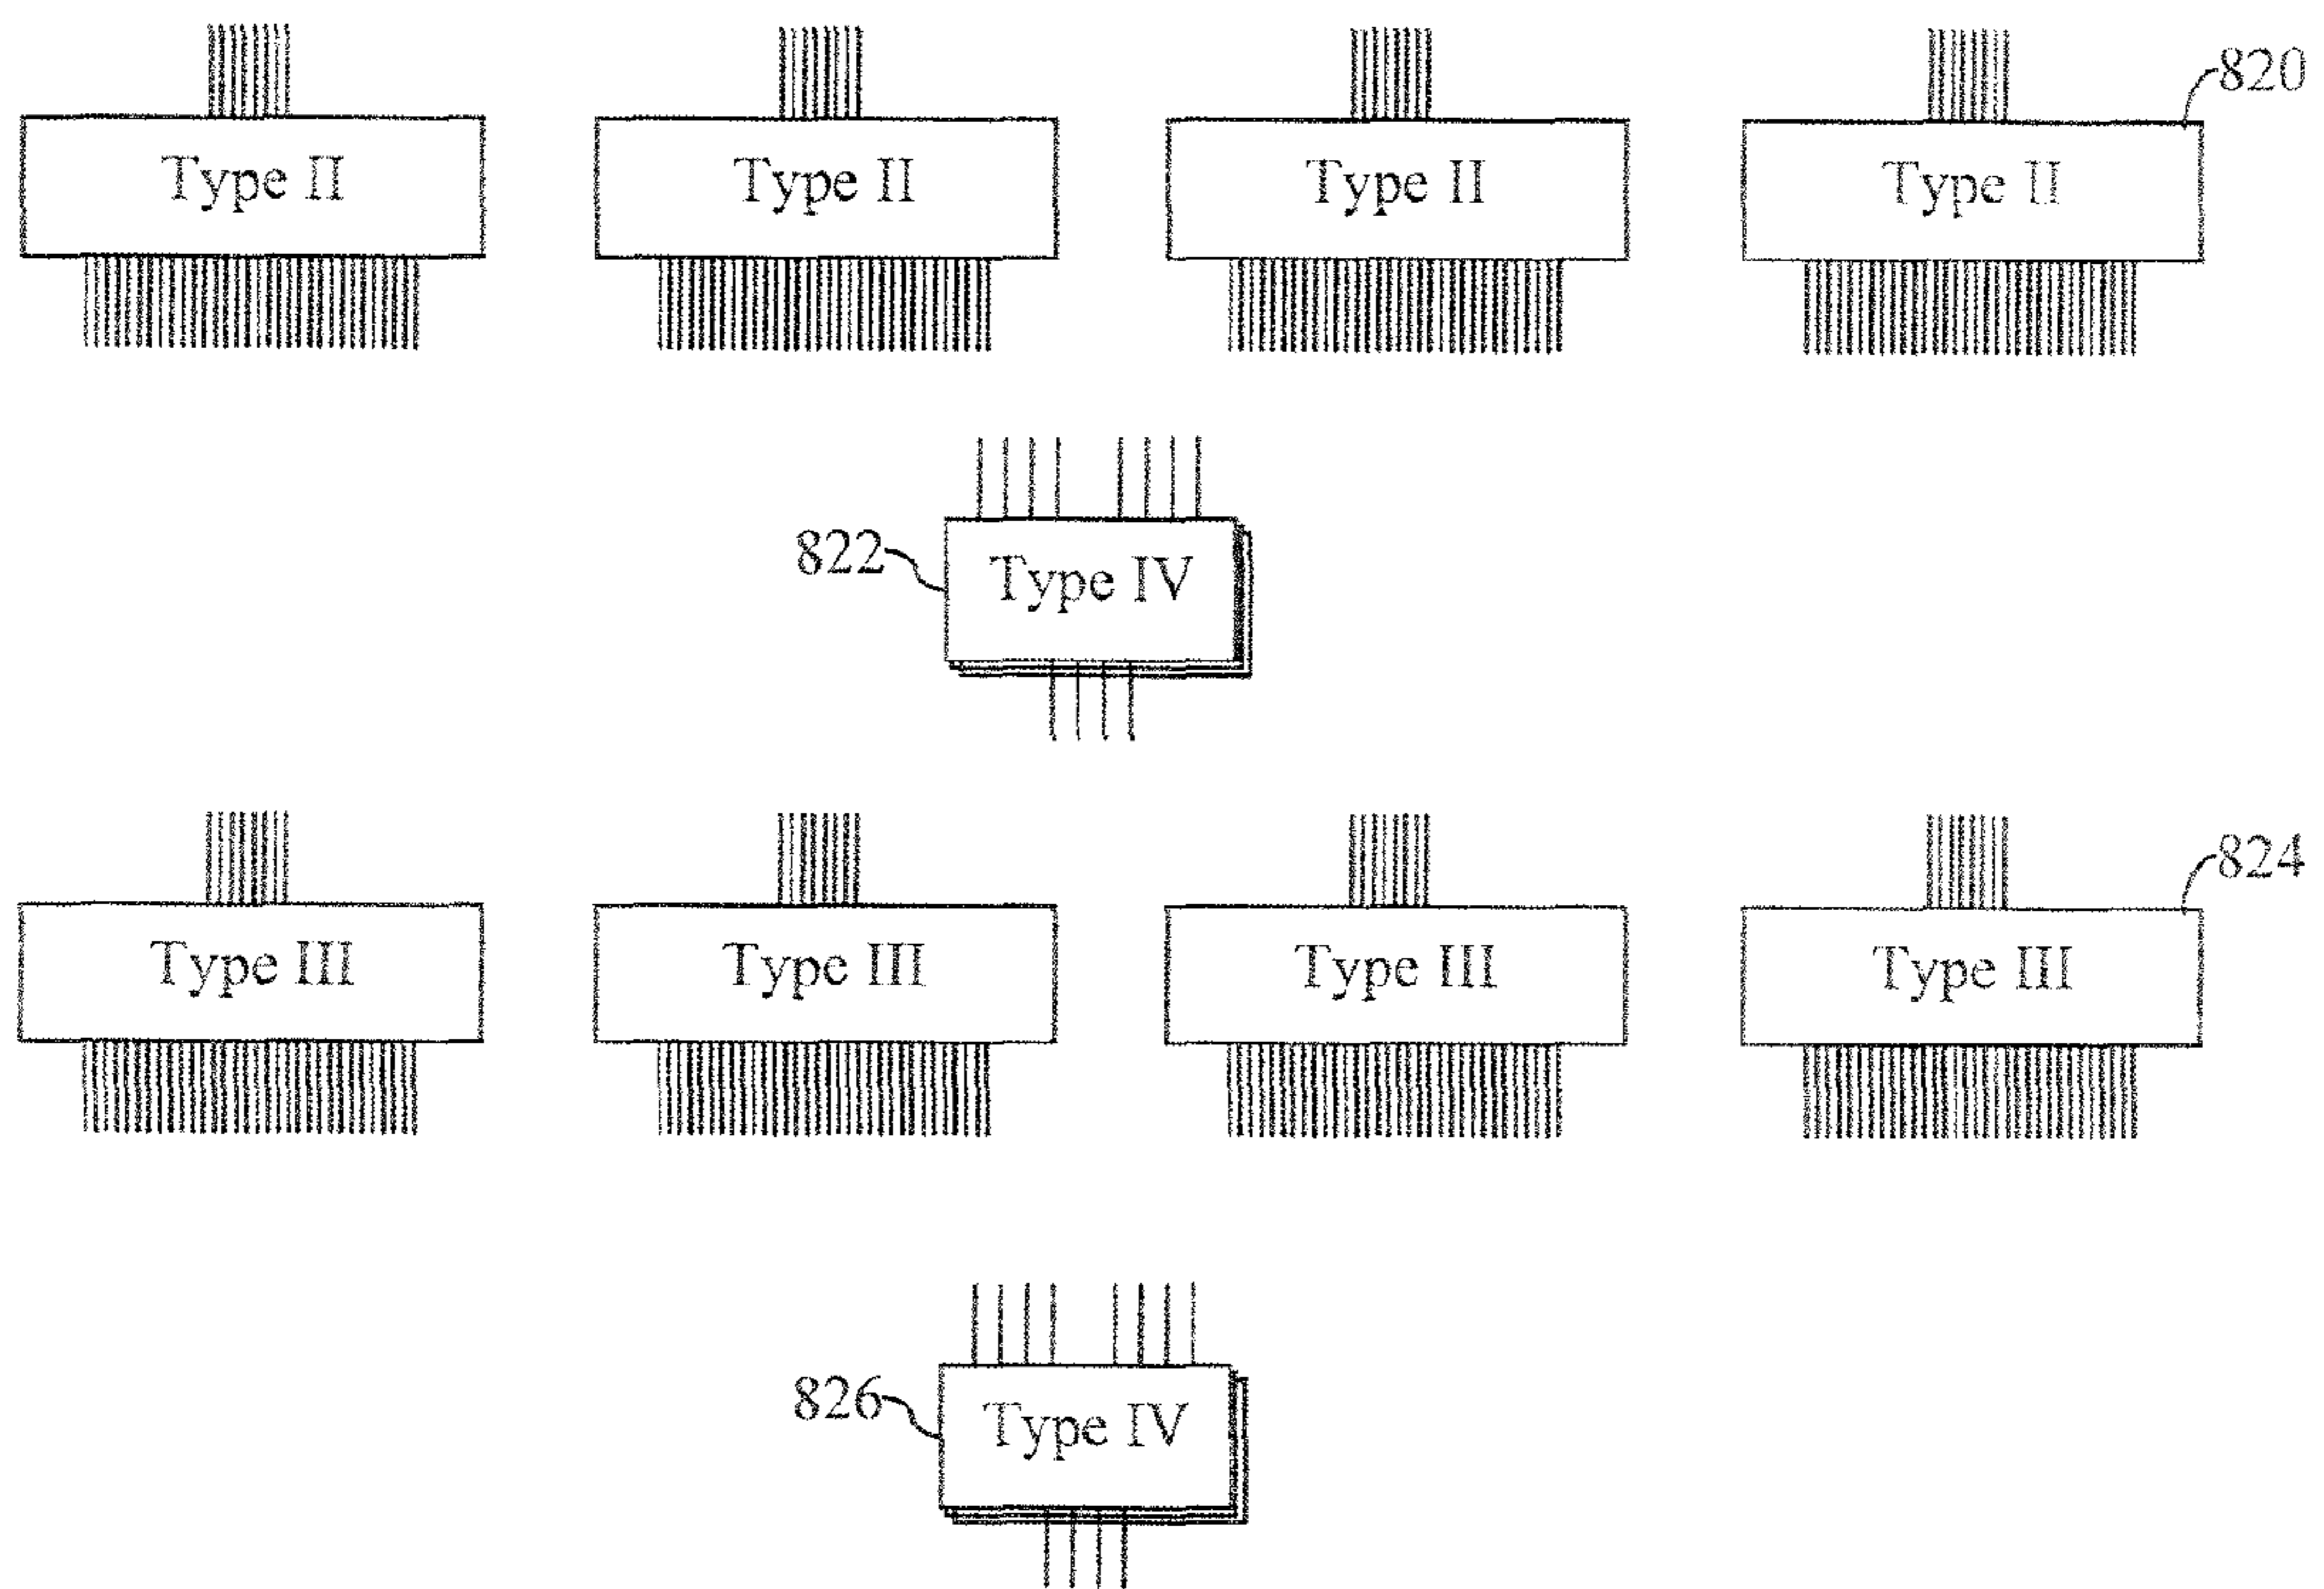 820
Type II Type II Type II Type II
822
Type IV
824
Type III Type III Type III Type III
826
Type IV